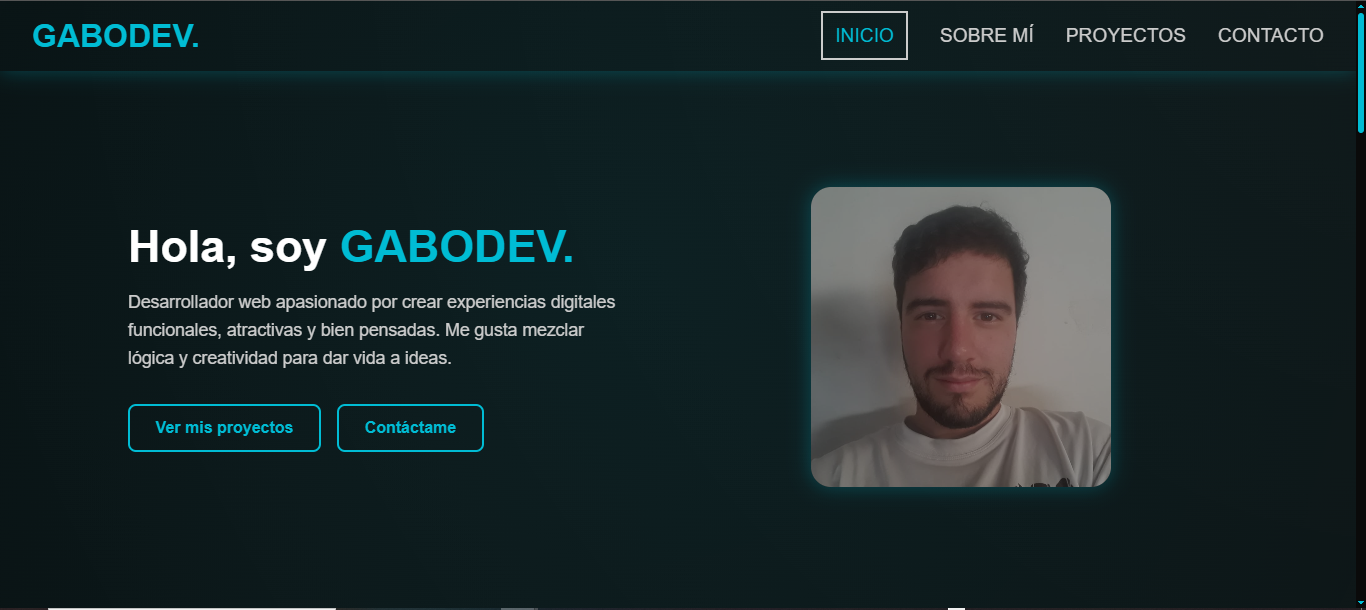 GABODEV.
INICIO
SOBRE MÍ
PROYECTOS
CONTACTO
Hola, soy GABODEV.
Desarrollador web apasionado por crear experiencias digitales
funcionales, atractivas y bien pensadas. Me gusta mezclar
lógica y creatividad para dar vida a ideas.
Ver mis proyectos
Contáctame